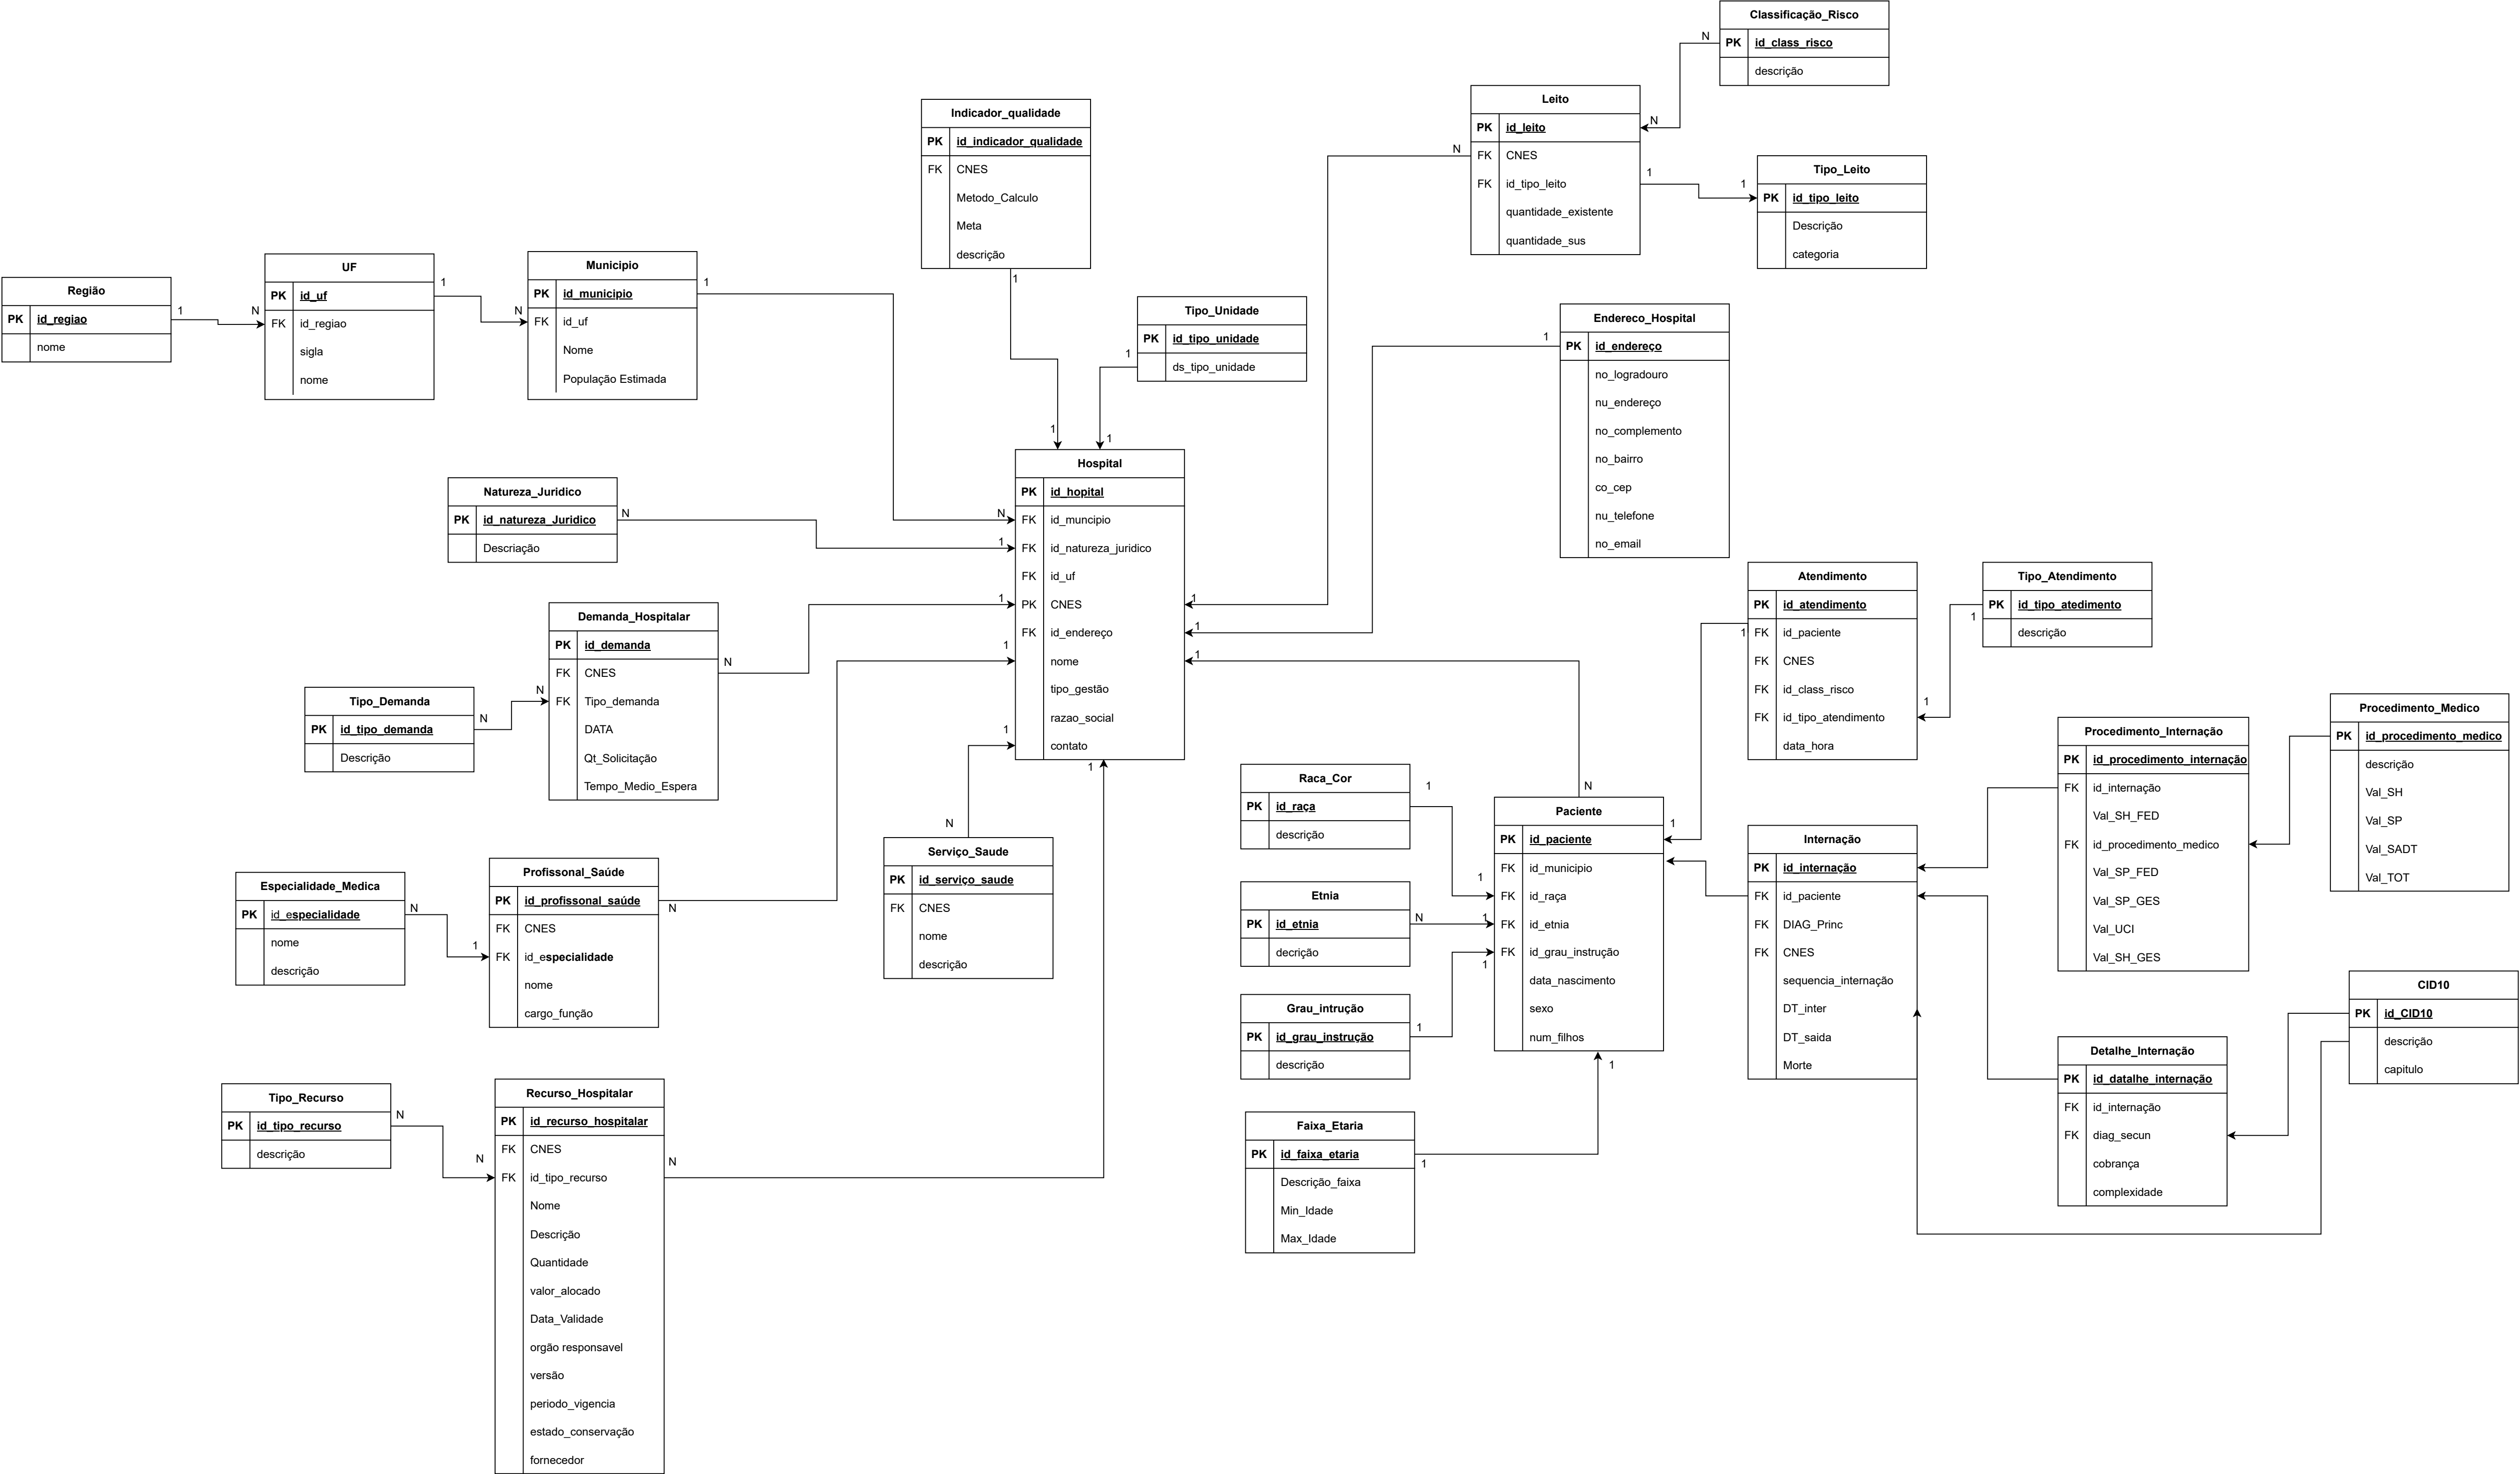 Classificação_Risco
PK id_class_risco
descrição
N
N
Leito
PK id_leito
FK CNES
FK id_tipo_leito
quantidade_existente
quantidade_sus
N
1
1
Tipo_Leito
PK id_tipo_leito
Descrição
categoria
Indicador_qualidade
PK id_indicador_qualidade
FK CNES
Metodo_Calculo
Meta
descrição
1
1
Região
PK id_regiao
nome
1
N
UF
PK id_uf
FK id_regiao
sigla
nome
1
N
Municipio
PK id_municipio
FK id_uf
Nome
População Estimada
1
N
Tipo_Unidade
PK id_tipo_unidade
ds_tipo_unidade
1
1
Endereco_Hospital
PK id_endereço
no_logradouro
nu_endereço
no_complemento
no_bairro
co_cep
nu_telefone
no_email
1
Hospital
PK id_hopital
FK id_muncipio
FK id_natureza_juridico
FK id_uf
PK CNES
FK id_endereço
nome
tipo_gestão
razao_social
contato
1
1
1
1
1
1
1
1
Natureza_Juridico
PK id_natureza_Juridico
Descriação
N
Demanda_Hospitalar
PK id_demanda
FK CNES
FK Tipo_demanda
DATA
Qt_Solicitação
Tempo_Medio_Espera
N
Tipo_Demanda
PK id_tipo_demanda
Descrição
N
N
Atendimento
PK id_atendimento
FK id_paciente
FK CNES
FK id_class_risco
FK id_tipo_atendimento
data_hora
1
1
Tipo_Atendimento
PK id_tipo_atedimento
descrição
1
Procedimento_Internação
PK id_procedimento_internação
FK id_internação
Val_SH_FED
FK id_procedimento_medico
Val_SP_FED
Val_SP_GES
Val_UCI
Val_SH_GES
Procedimento_Medico
PK id_procedimento_medico
descrição
Val_SH
Val_SP
Val_SADT
Val_TOT
Raca_Cor
PK id_raça
descrição
1
1
Paciente
PK id_paciente
FK id_municipio
FK id_raça
FK id_etnia
FK id_grau_instrução
data_nascimento
sexo
num_filhos
N
1
1
Internação
PK id_internação
FK id_paciente
FK DIAG_Princ
FK CNES
sequencia_internação
DT_inter
DT_saida
Morte
Serviço_Saude
PK id_serviço_saude
FK CNES
nome
descrição
N
Profissonal_Saúde
PK id_profissonal_saúde
FK CNES
FK id_especialidade
nome
cargo_função
N
Especialidade_Medica
PK id_especialidade
nome
descrição
N
1
Etnia
PK id_etnia
decrição
N
1
Grau_intrução
PK id_grau_instrução
descrição
1
1
CID10
PK id_CID10
descrição
capitulo
Detalhe_Internação
PK id_datalhe_internação
FK id_internação
FK diag_secun
cobrança
complexidade
Tipo_Recurso
PK id_tipo_recurso
descrição
N
N
Recurso_Hospitalar
PK id_recurso_hospitalar
FK CNES
FK id_tipo_recurso
Nome
Descrição
Quantidade
valor_alocado
Data_Validade
orgão responsavel
versão
periodo_vigencia
estado_conservação
fornecedor
N
Faixa_Etaria
PK id_faixa_etaria
Descrição_faixa
Min_Idade
Max_Idade
1